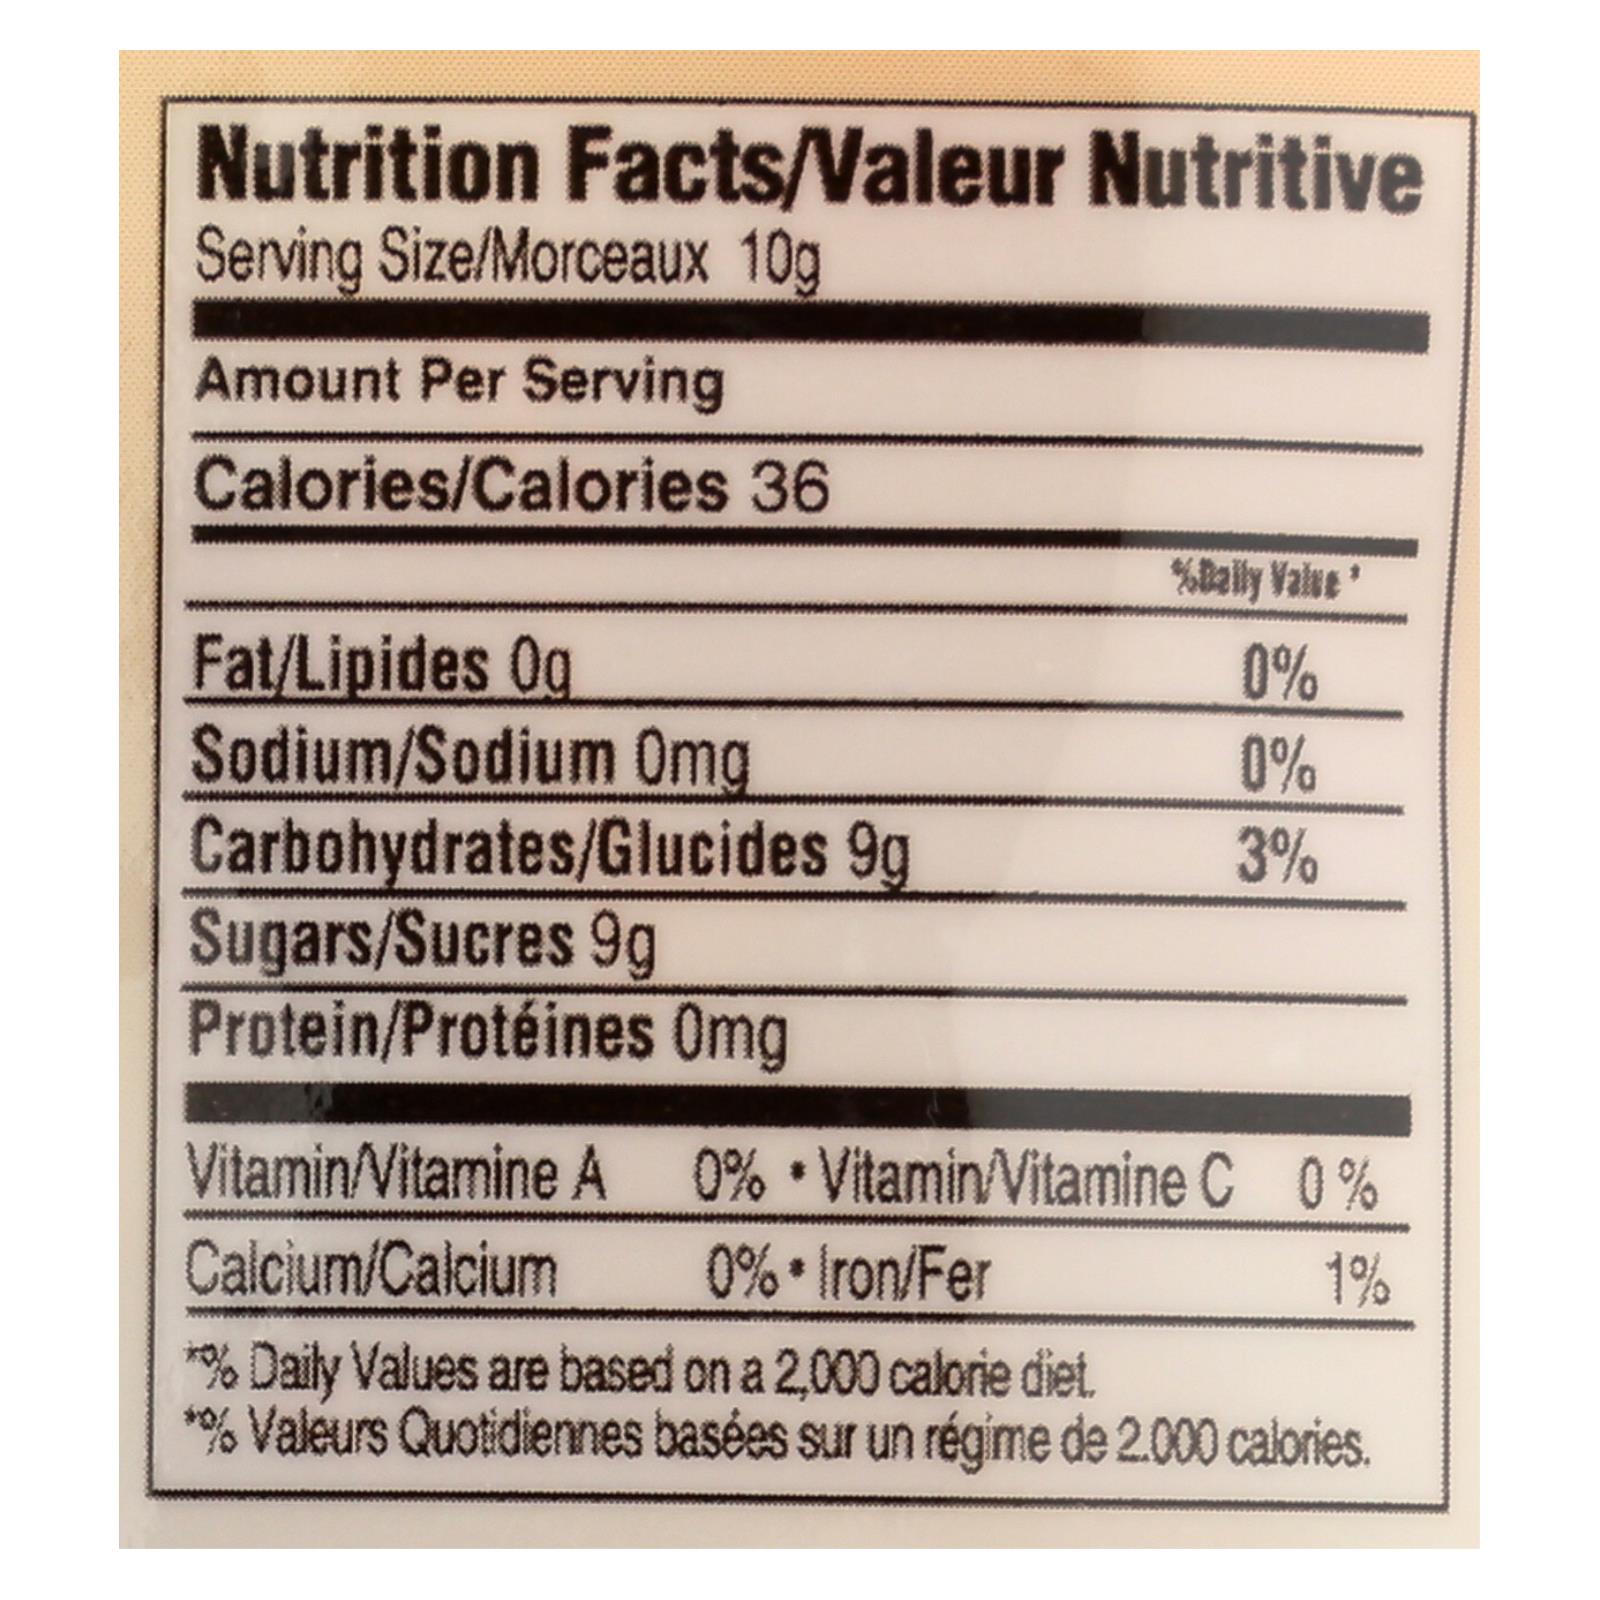 Nutrition Facts/Valeur Nutritive
Serving Size/Morceaux 10g
Amount Per Serving
Calories/Calories 36
%Daily Value*
Fat/Lipides 0g 0%
Sodium/Sodium 0mg 0%
Carbohydrates/Glucides 9g 3%
Sugars/Sucres 9g
Protein/Protéines 0mg
Vitamin/Vitamine A 0% • Vitamin/Vitamine C 0 %
Calcium/Calcium 0% • Iron/Fer 1%
*% Daily Values are based on a 2,000 calorie diet.
*% Valeurs Quotidiennes basées sur un régime de 2.000 calories.